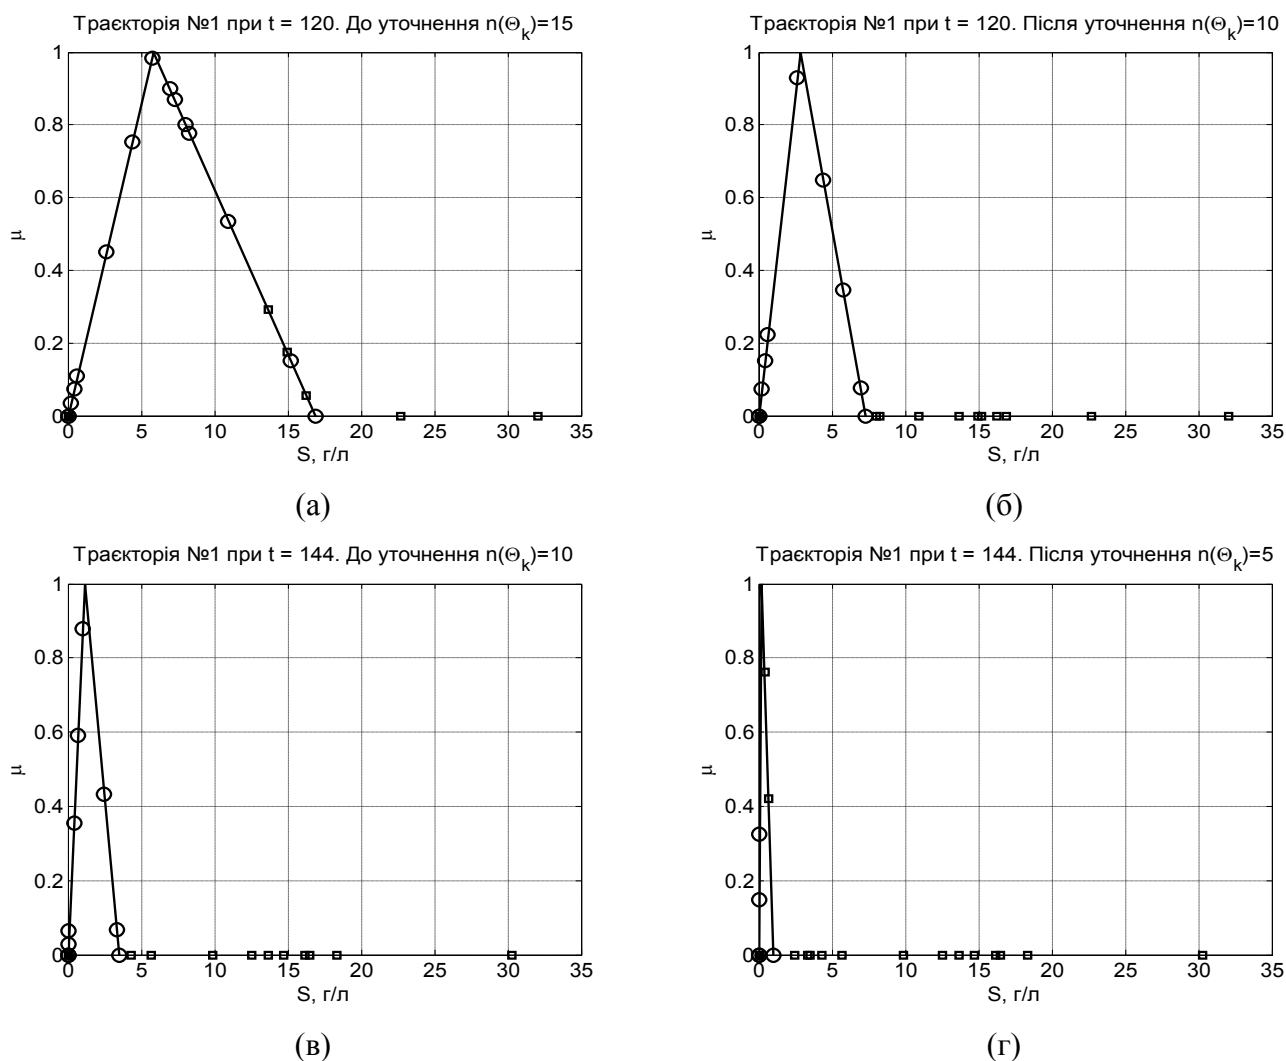 Траєкторія №1 при t = 120. До уточнення n(Θ_k)=15
1
0.8
0.6
0.4
0.2
0
μ
0 5 10 15 20 25 30 35
S, г/л
(а)
Траєкторія №1 при t = 120. Після уточнення n(Θ_k)=10
1
0.8
0.6
0.4
0.2
0
μ
0 5 10 15 20 25 30 35
S, г/л
(б)
Траєкторія №1 при t = 144. До уточнення n(Θ_k)=10
1
0.8
0.6
0.4
0.2
0
μ
0 5 10 15 20 25 30 35
S, г/л
(в)
Траєкторія №1 при t = 144. Після уточнення n(Θ_k)=5
1
0.8
0.6
0.4
0.2
0
μ
0 5 10 15 20 25 30 35
S, г/л
(г)